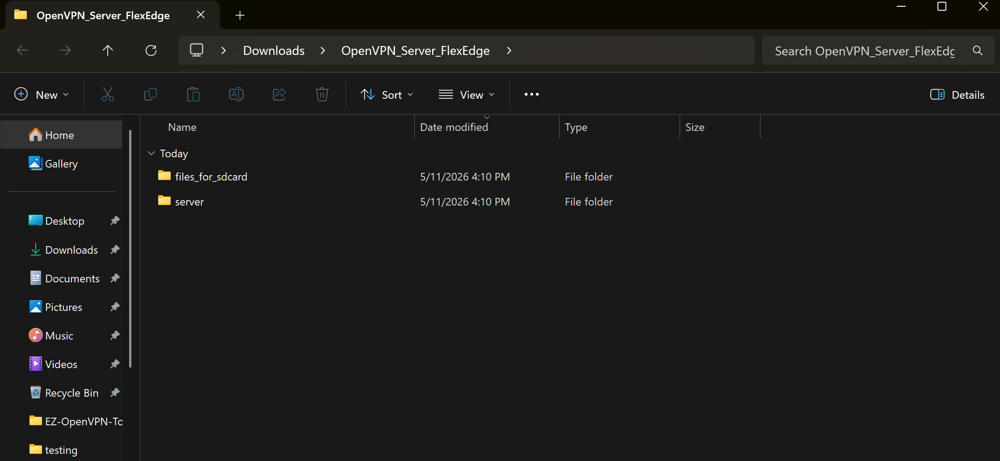 OpenVPN_Server_FlexEdge
Downloads
OpenVPN_Server_FlexEdge
Search OpenVPN_Server_FlexEdg
New
Sort
View
Details
Name
Date modified
Type
Size
Home
Gallery
Desktop
Downloads
Documents
Pictures
Music
Videos
Recycle Bin
EZ-OpenVPN-To
testing
Today
files_for_sdcard 5/11/2026 4:10 PM File folder
server 5/11/2026 4:10 PM File folder